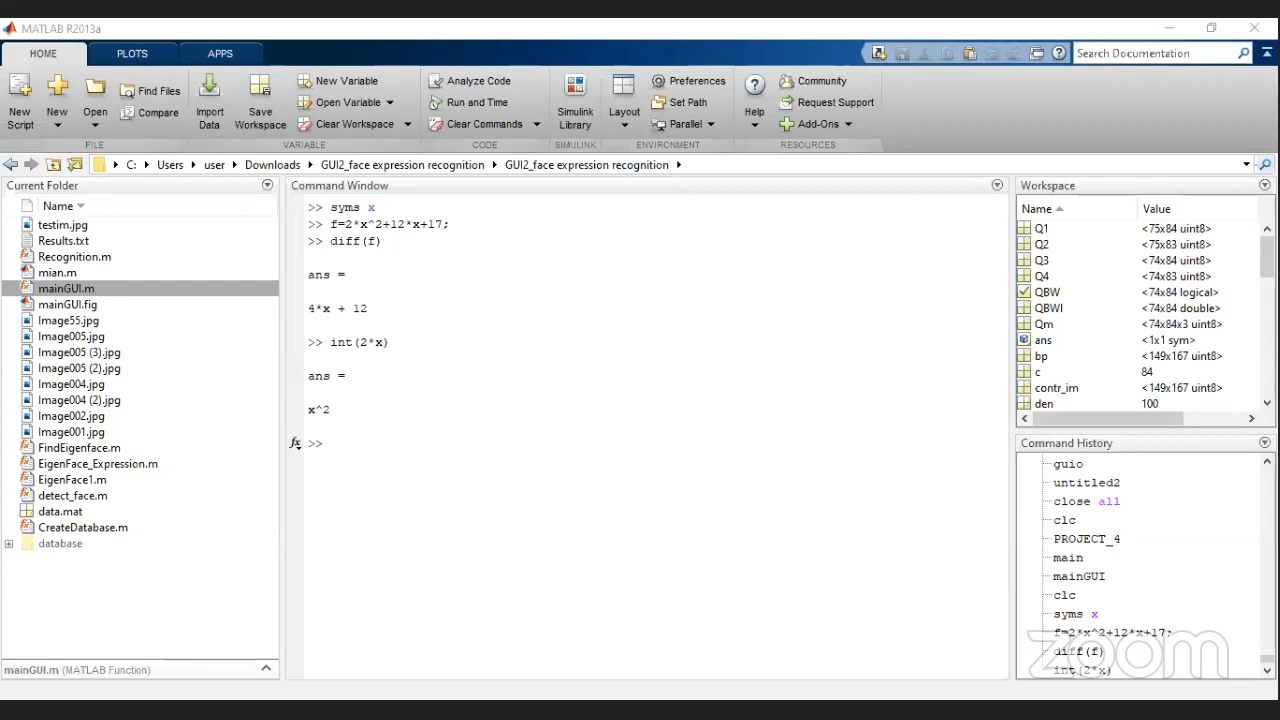 MATLAB R2013a
HOME PLOTS APPS
Search Documentation
New Script
New
Open
Find Files
Compare
FILE
Import Data
Save Workspace
New Variable
Open Variable
Clear Workspace
VARIABLE
Analyze Code
Run and Time
Clear Commands
CODE
Simulink Library
SIMULINK
Layout
Preferences
Set Path
Parallel
ENVIRONMENT
Help
Community
Request Support
Add-Ons
RESOURCES
C: Users user Downloads GUI2_face expression recognition GUI2_face expression recognition
Current Folder
Name
testim.jpg
Results.txt
Recognition.m
mian.m
mainGUI.m
mainGUI.fig
Image55.jpg
Image005.jpg
Image005 (3).jpg
Image005 (2).jpg
Image004.jpg
Image004 (2).jpg
Image002.jpg
Image001.jpg
FindEigenface.m
EigenFace_Expression.m
EigenFace1.m
detect_face.m
data.mat
CreateDatabase.m
database
mainGUI.m (MATLAB Function)
Command Window
>> syms x
>> f=2*x^2+12*x+17;
>> diff(f)
ans =
4*x + 12
>> int(2*x)
ans =
x^2
fx >>
Workspace
Name Value
Q1 <75x84 uint8>
Q2 <75x83 uint8>
Q3 <74x84 uint8>
Q4 <74x83 uint8>
QBW <74x84 logical>
QBWI <74x84 double>
Qm <74x84x3 uint8>
ans <1x1 sym>
bp <149x167 uint8>
c 84
contr_im <149x167 uint8>
den 100
Command History
guio
untitled2
close all
clc
PROJECT_4
main
mainGUI
clc
syms x
f=2*x^2+12*x+17;
diff(f)
int(2*x)
zoom